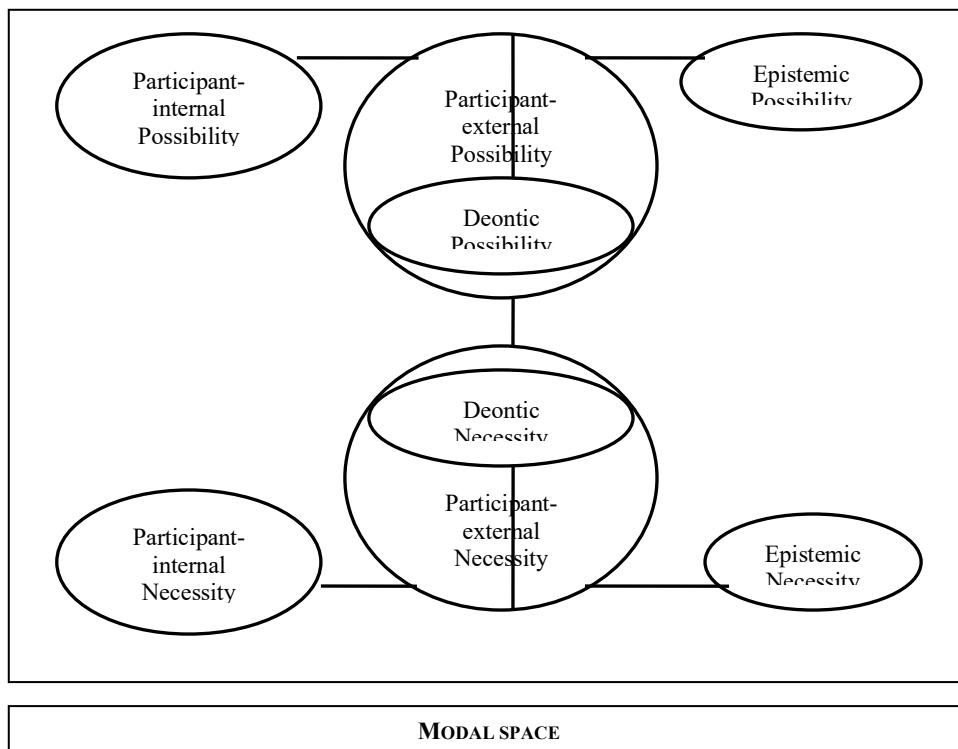 Participant-
internal
Possibility
Participant-
external
Possibility
Epistemic
Possibility
Deontic
Possibility
Deontic
Necessity
Participant-
external
Necessity
Participant-
internal
Necessity
Epistemic
Necessity
MODAL SPACE